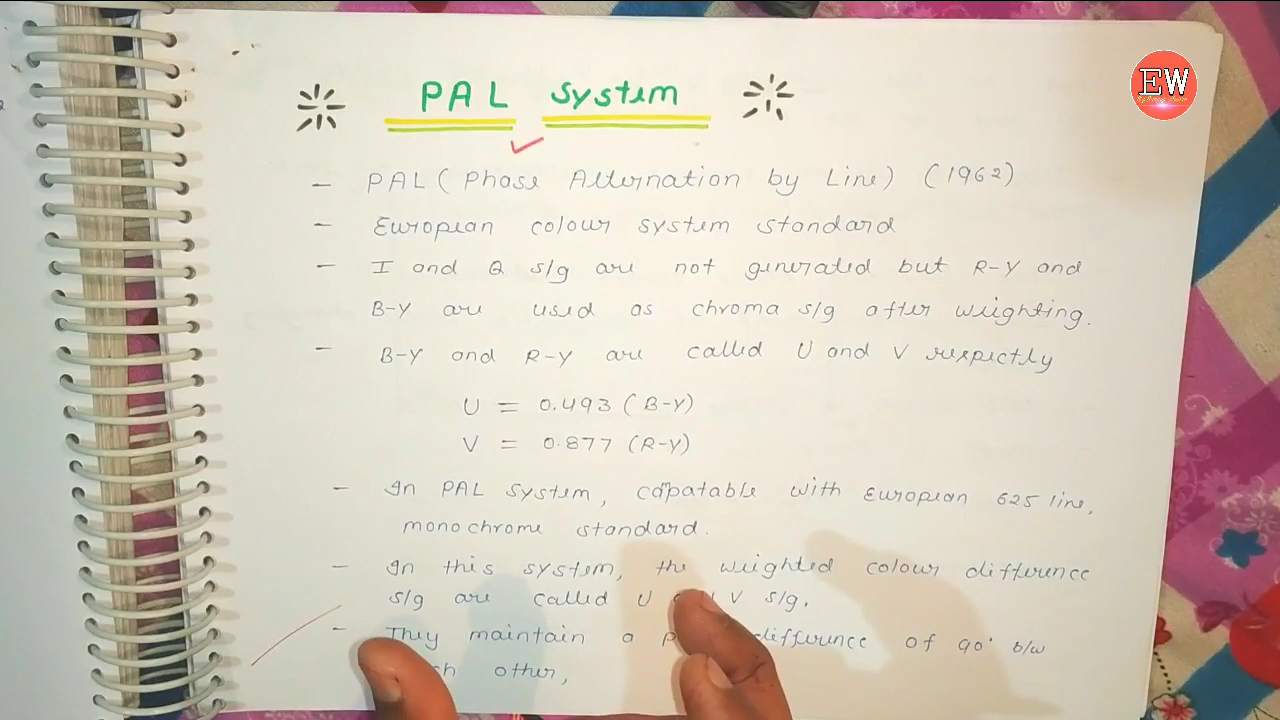 EW
PAL System
- PAL (Phase Alternation by Line) (1962)
- European colour system standard
- I and Q s/g are not generated but R-Y and
B-Y are used as chroma s/g after weighting.
- B-Y and R-Y are called U and V respectly
U = 0.493 (B-Y)
V = 0.877 (R-Y)
- In PAL system, copatable with European 625 line,
monochrome standard.
- In this system, the weighted colour difference
s/g are called U V s/g.
- They maintain a difference of 90° b/w
other,